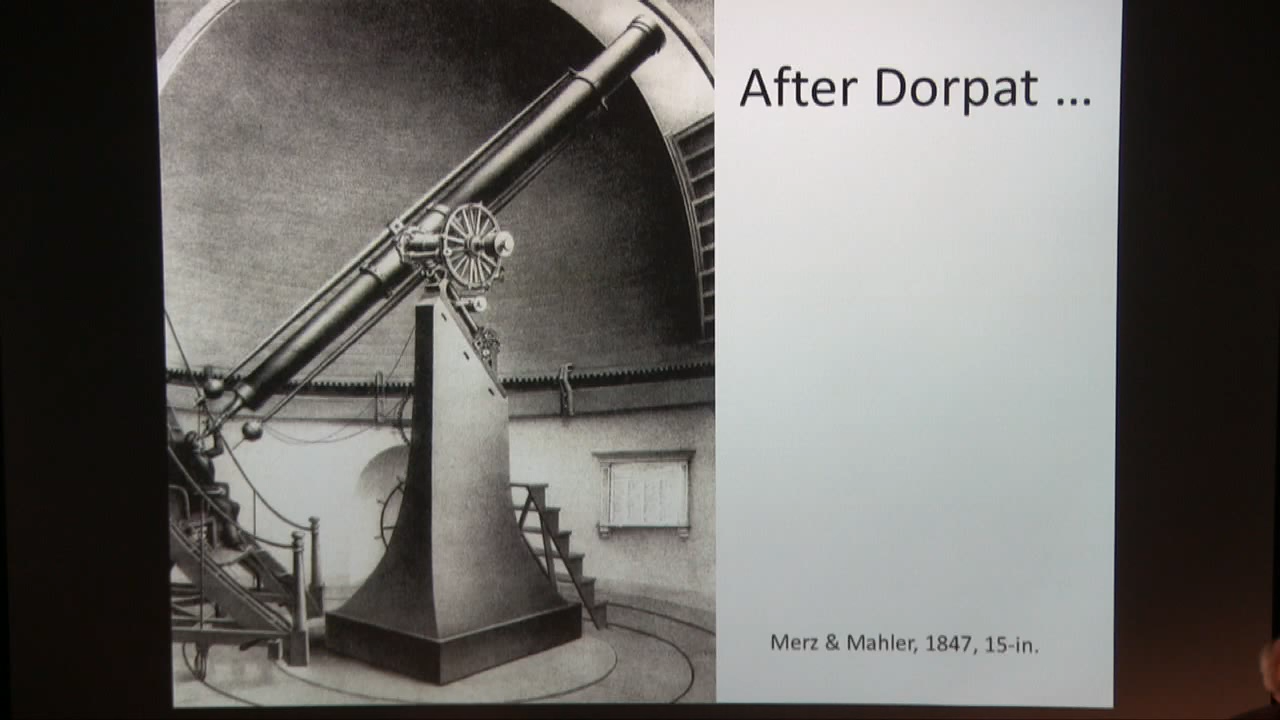 After Dorpat ...
Merz & Mahler, 1847, 15-in.